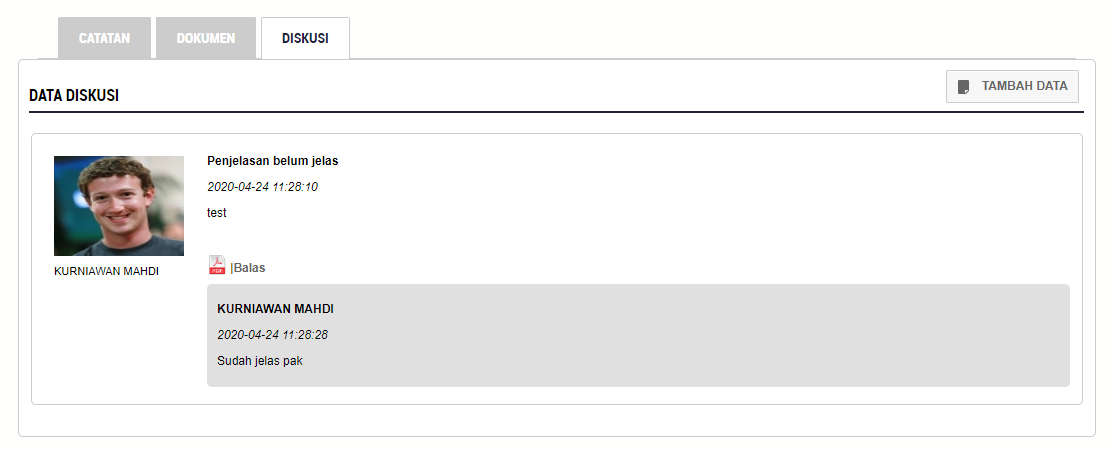 CATATAN
DOKUMEN
DISKUSI
DATA DISKUSI
TAMBAH DATA
Penjelasan belum jelas
2020-04-24 11:28:10
test
KURNIAWAN MAHDI
PDF |Balas
KURNIAWAN MAHDI
2020-04-24 11:28:28
Sudah jelas pak